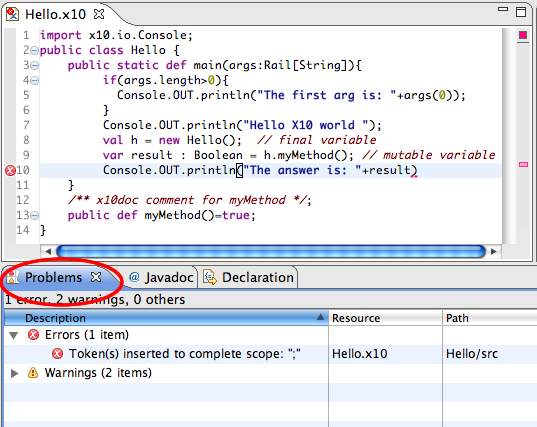 Hello.x10
1 import x10.io.Console;
2 public class Hello {
3 public static def main(args:Rail[String]){
4 if(args.length>0){
5 Console.OUT.println("The first arg is: "+args(0));
6 }
7 Console.OUT.println("Hello X10 world ");
8 val h = new Hello(); // final variable
9 var result : Boolean = h.myMethod(); // mutable variable
10 Console.OUT.println("The answer is: "+result)
11 }
12 /** x10doc comment for myMethod */;
13 public def myMethod()=true;
14 }
Problems @ Javadoc Declaration
1 error, 2 warnings, 0 others
Description Resource Path
Errors (1 item)
Token(s) inserted to complete scope: ";" Hello.x10 Hello/src
Warnings (2 items)